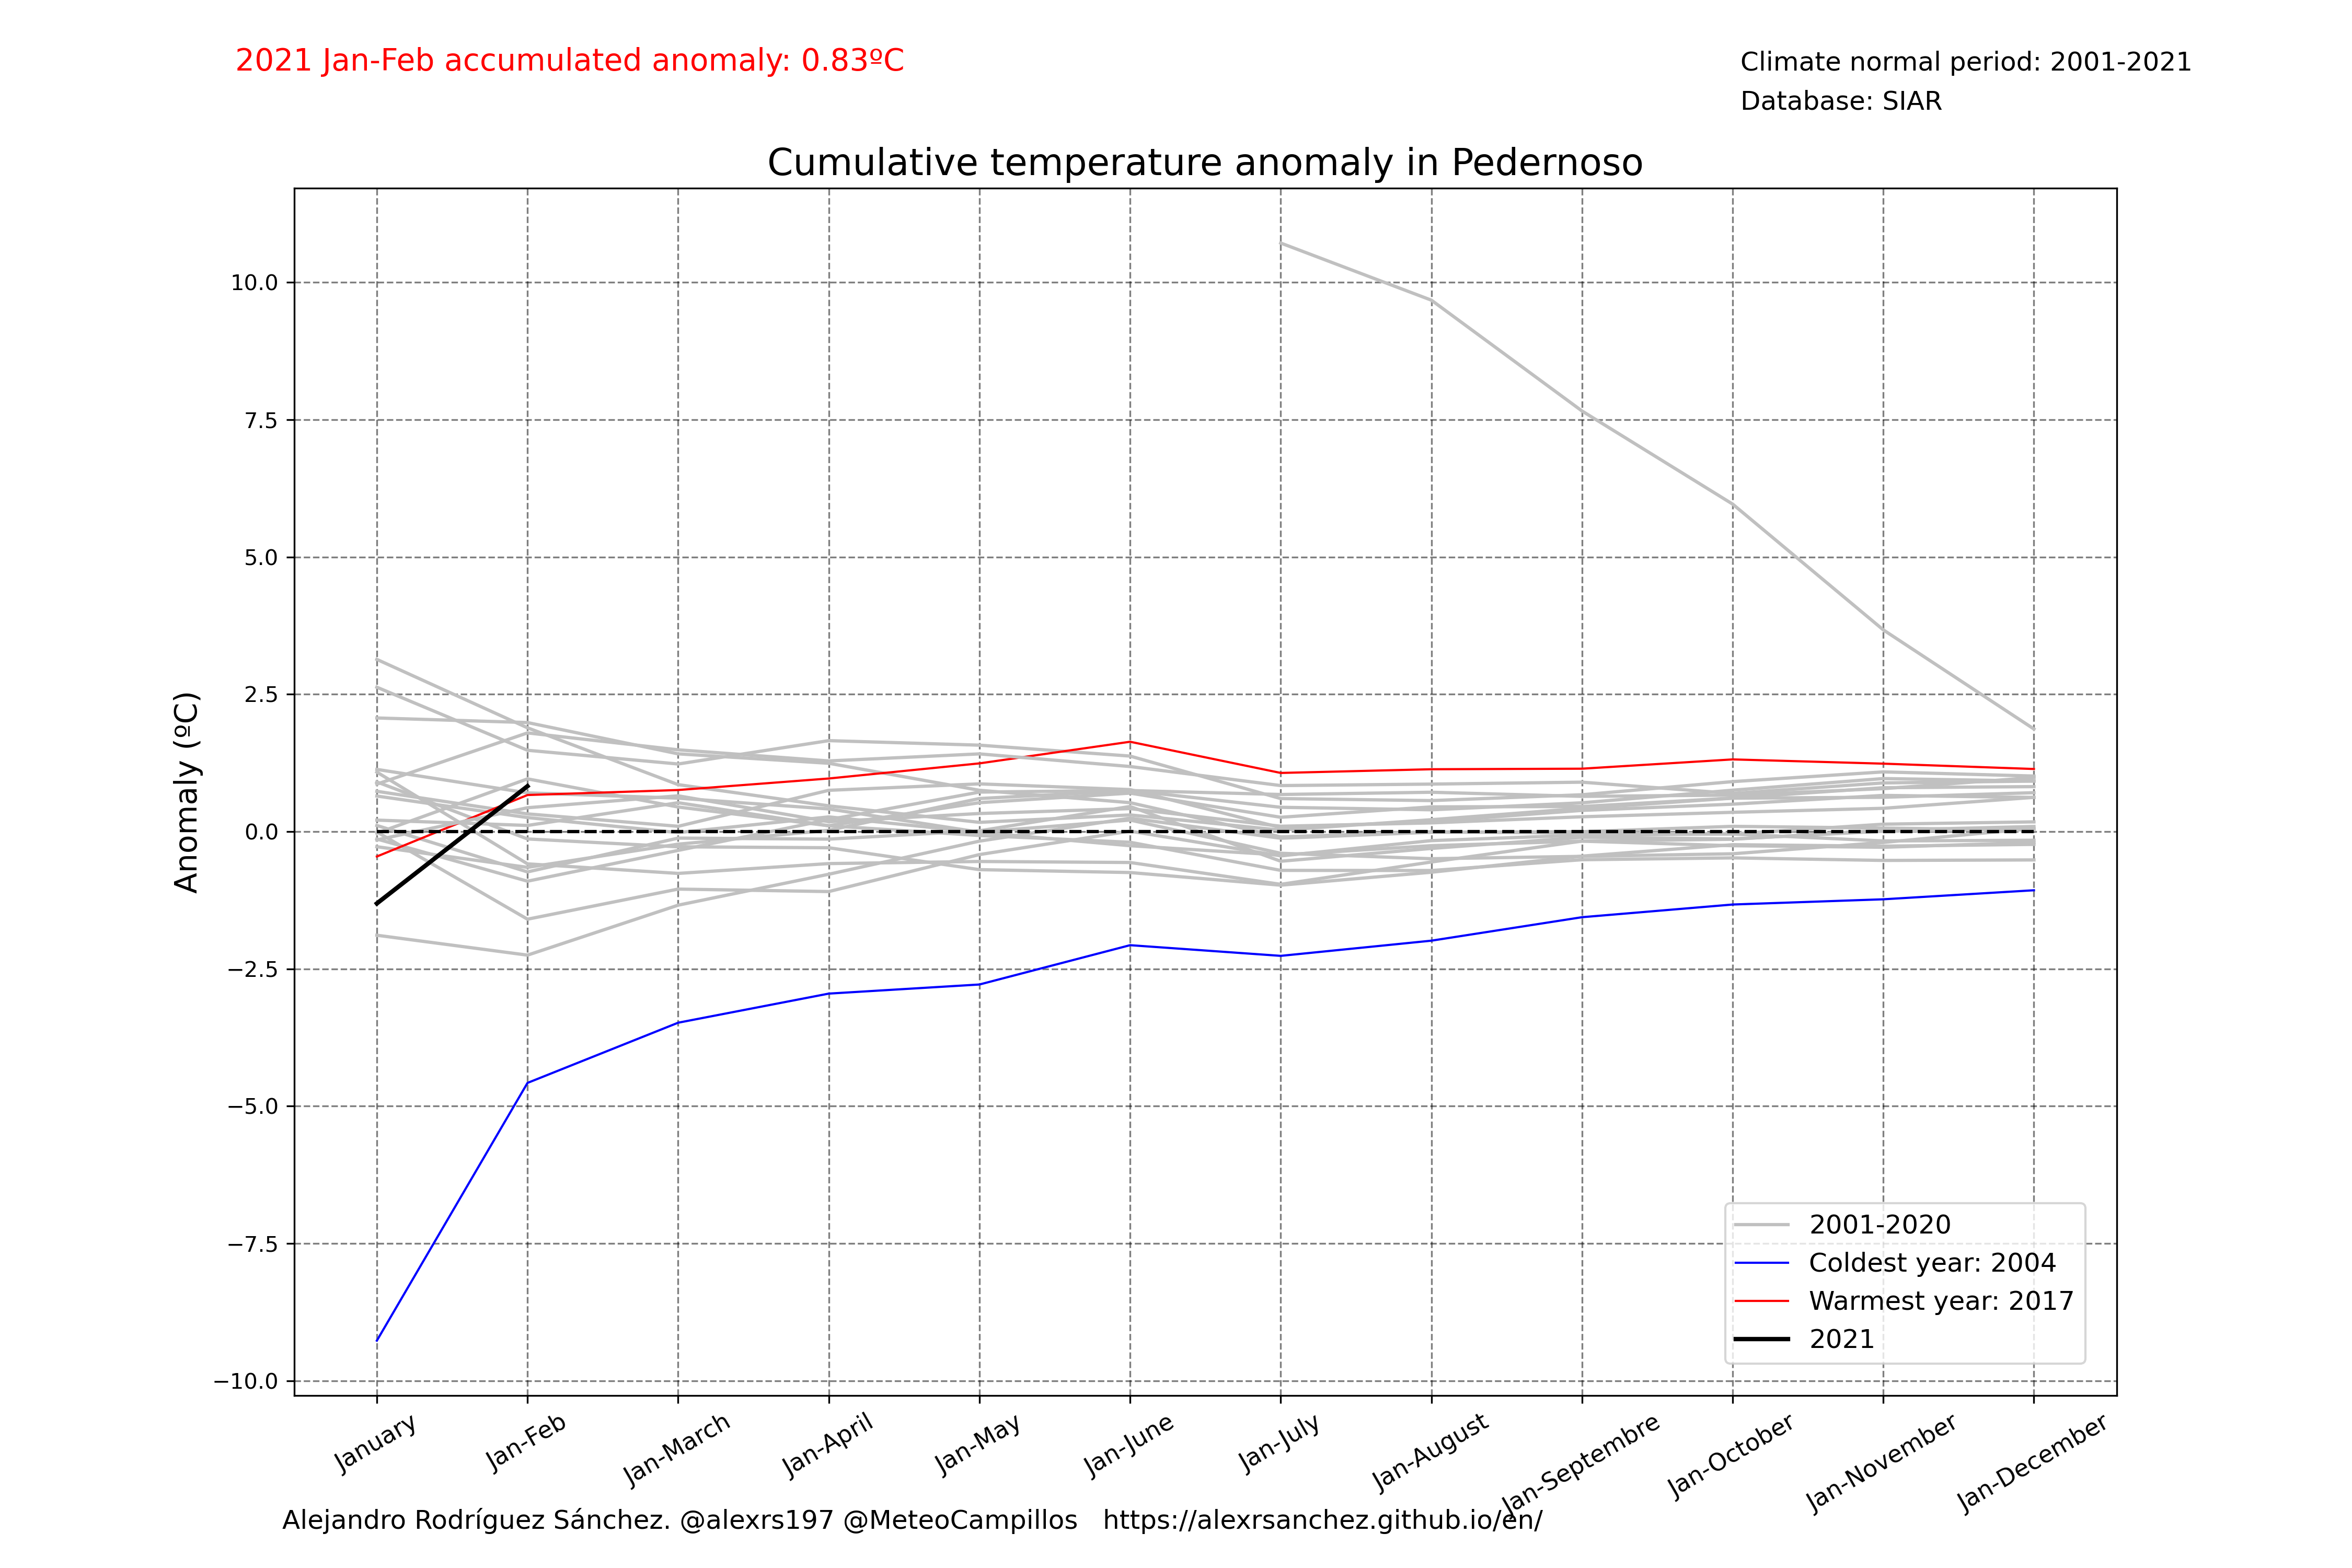 2021 Jan-Feb accumulated anomaly: 0.83ºC
Climate normal period: 2001-2021
Database: SIAR
Cumulative temperature anomaly in Pedernoso
Anomaly (ºC)
10.0
7.5
5.0
2.5
0.0
−2.5
−5.0
−7.5
−10.0
2001-2020
Coldest year: 2004
Warmest year: 2017
2021
January
Jan-Feb
Jan-March
Jan-April
Jan-May
Jan-June
Jan-July
Jan-August
Jan-Septembre
Jan-October
Jan-November
Jan-December
Alejandro Rodríguez Sánchez. @alexrs197 @MeteoCampillos   https://alexrsanchez.github.io/en/